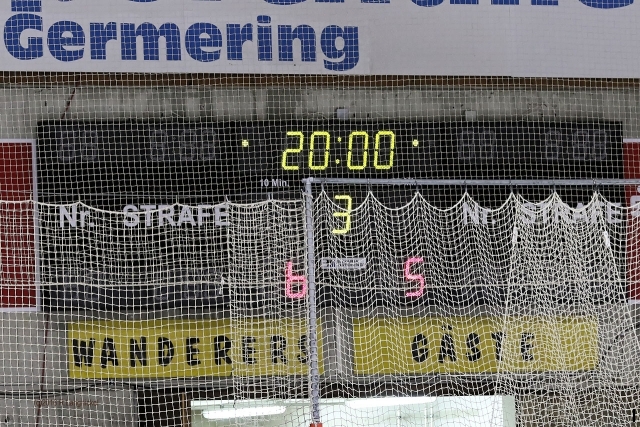 Germering
20:00
10 Min.
3
Nr. STRAFE Nr. STRAFE
6 5
WANDERERS GÄSTE